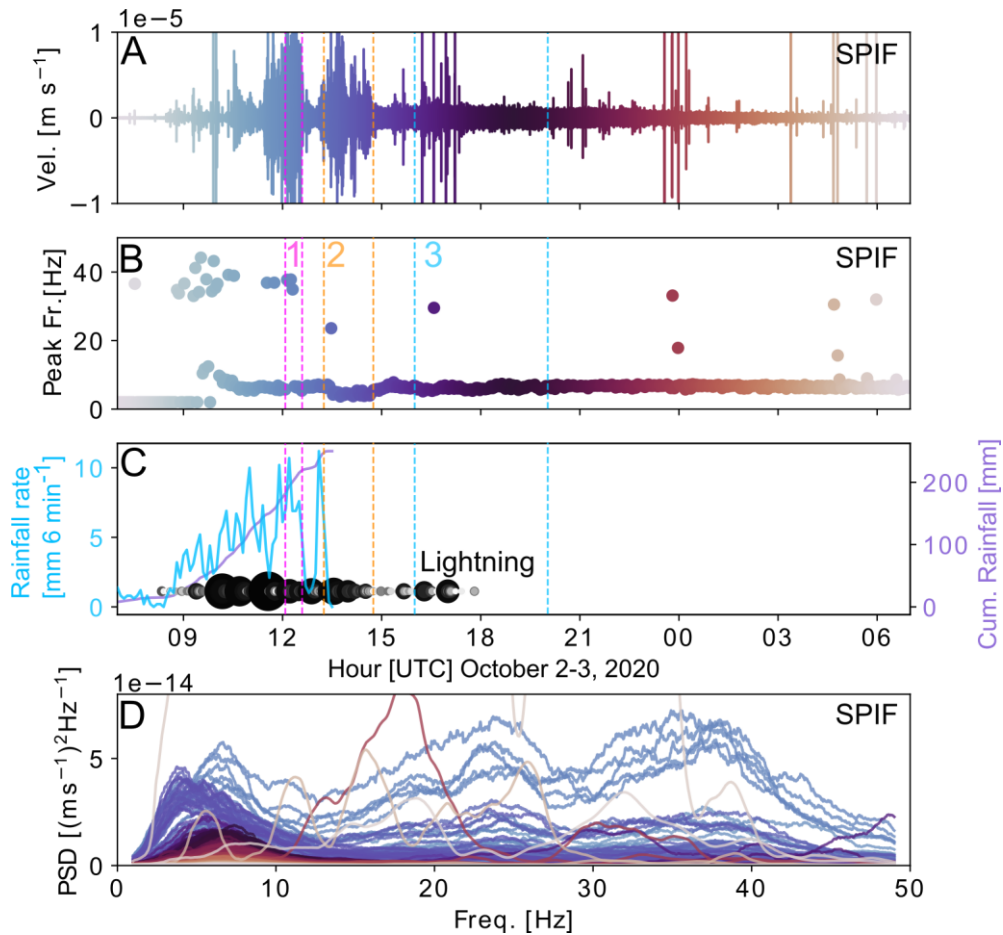 1e−5
A
SPIF
Vel. [m s⁻¹]
1
0
−1
B
1
2
3
SPIF
Peak Fr.[Hz]
40
20
0
C
Rainfall rate
[mm 6 min⁻¹]
10
5
0
Lightning
Cum. Rainfall [mm]
200
100
0
09 12 15 18 21 00 03 06
Hour [UTC] October 2-3, 2020
1e−14
D
SPIF
PSD [(ms⁻¹)²Hz⁻¹]
5
0
0 10 20 30 40 50
Freq. [Hz]